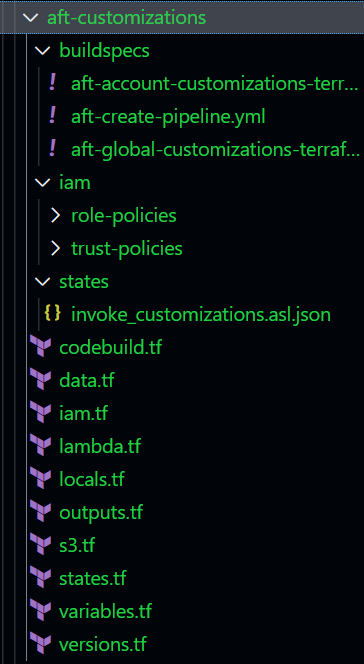 aft-customizations
buildspecs
! aft-account-customizations-terr...
! aft-create-pipeline.yml
! aft-global-customizations-terraf...
iam
role-policies
trust-policies
states
{} invoke_customizations.asl.json
codebuild.tf
data.tf
iam.tf
lambda.tf
locals.tf
outputs.tf
s3.tf
states.tf
variables.tf
versions.tf